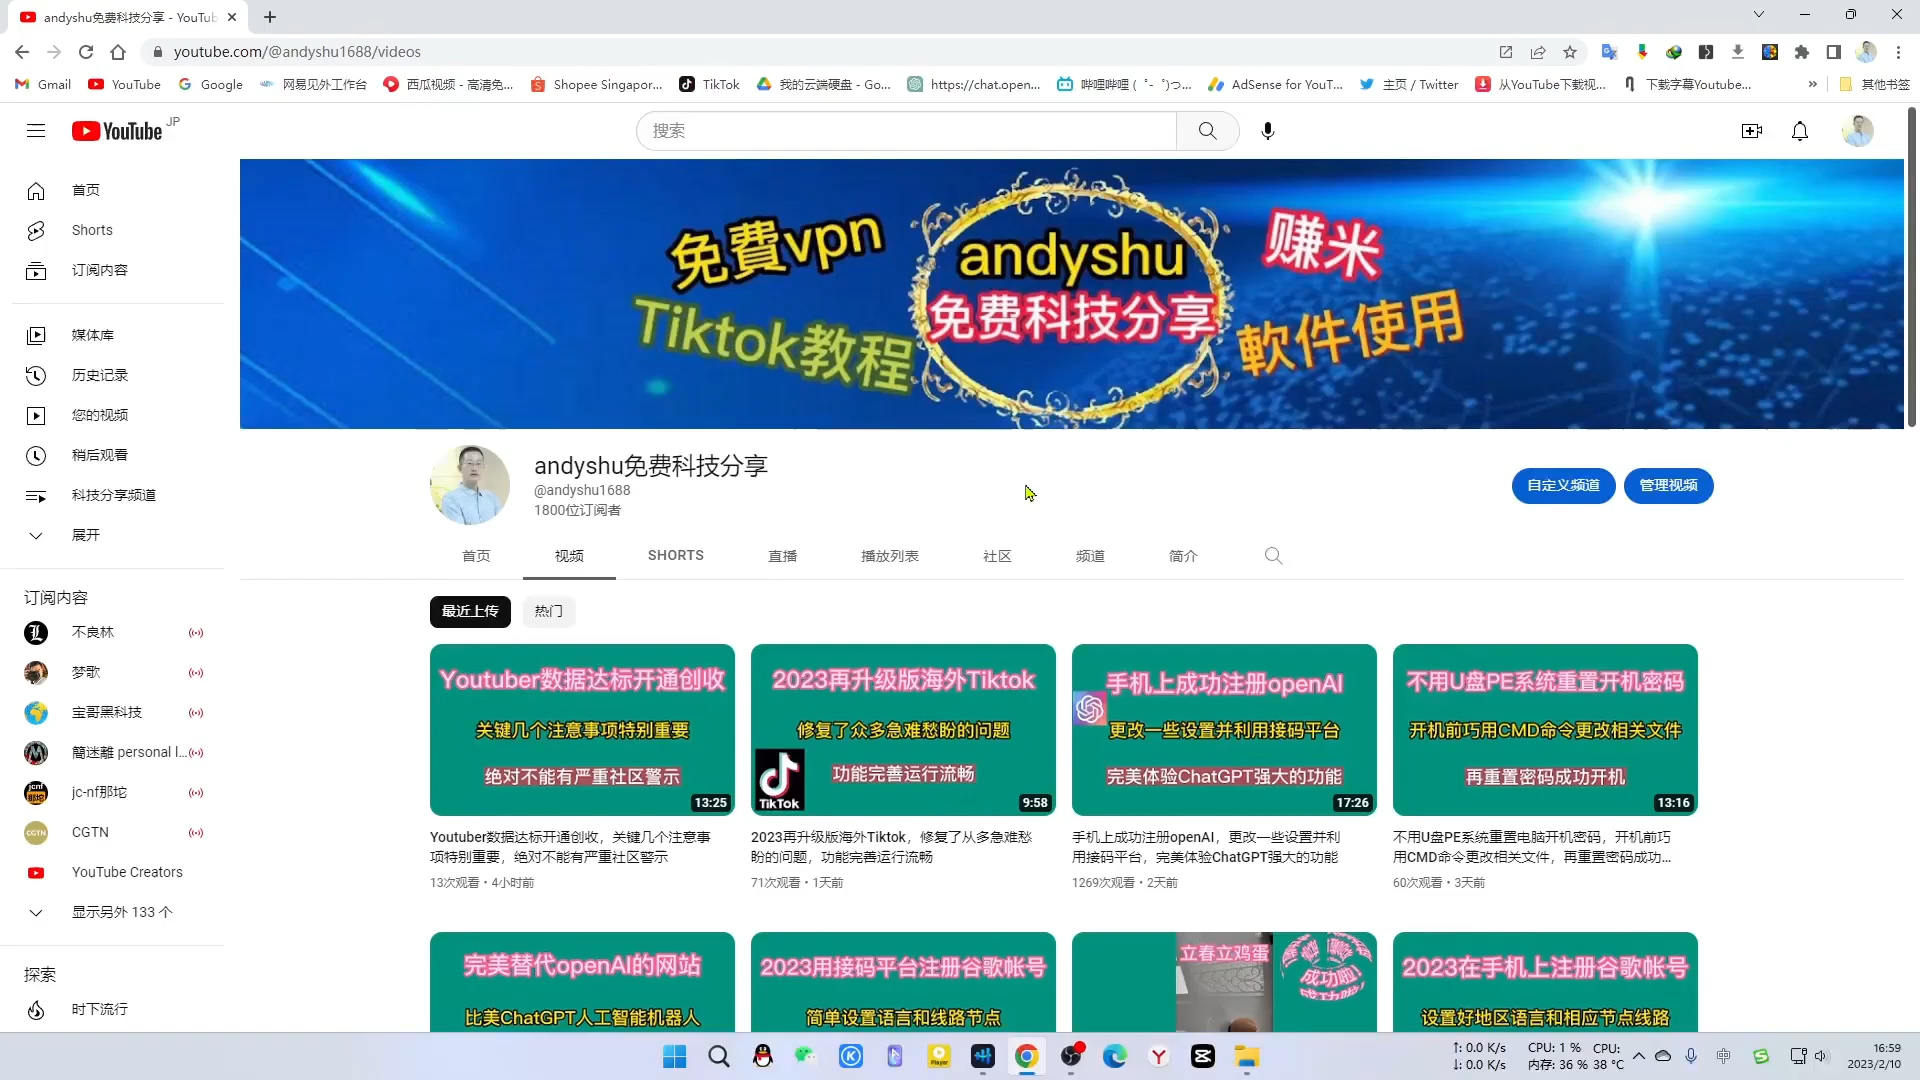 andyshu免费科技分享 - YouTub
youtube.com/@andyshu1688/videos
Gmail
YouTube
Google
网易见外工作台
西瓜视频 - 高清免...
Shopee Singapor...
TikTok
我的云端硬盘 - Go...
https://chat.open...
哔哩哔哩 ( ゜- ゜)つ...
AdSense for YouT...
主页 / Twitter
从YouTube下载视...
下载字幕Youtube...
»
其他书签
YouTube JP
搜索
首页
Shorts
订阅内容
媒体库
历史记录
您的视频
稍后观看
科技分享频道
展开
订阅内容
不良林
梦歌
宝哥黑科技
簡迷離 personal l...
jc-nf那坨
CGTN
YouTube Creators
显示另外 133 个
探索
时下流行
免費vpn
Tiktok教程
andyshu
免费科技分享
赚米
軟件使用
andyshu免费科技分享
@andyshu1688
1800位订阅者
自定义频道
管理视频
首页
视频
SHORTS
直播
播放列表
社区
频道
简介
最近上传
热门
Youtuber数据达标开通创收
关键几个注意事项特别重要
绝对不能有严重社区警示
13:25
Youtuber数据达标开通创收，关键几个注意事
项特别重要，绝对不能有严重社区警示
13次观看 • 4小时前
2023再升级版海外Tiktok
修复了众多急难愁盼的问题
功能完善运行流畅
TikTok
9:58
2023再升级版海外Tiktok，修复了从多急难愁
盼的问题，功能完善运行流畅
71次观看 • 1天前
手机上成功注册openAI
更改一些设置并利用接码平台
完美体验ChatGPT强大的功能
17:26
手机上成功注册openAI，更改一些设置并利
用接码平台，完美体验ChatGPT强大的功能
1269次观看 • 2天前
不用U盘PE系统重置开机密码
开机前巧用CMD命令更改相关文件
再重置密码成功开机
13:16
不用U盘PE系统重置电脑开机密码，开机前巧
用CMD命令更改相关文件，再重置密码成功...
60次观看 • 3天前
完美替代openAI的网站
比美ChatGPT人工智能机器人
2023用接码平台注册谷歌帐号
简单设置语言和线路节点
立春立鸡蛋
成功啦!
2023在手机上注册谷歌帐号
设置好地区语言和相应节点线路
↑: 0.0 K/s
↓: 0.0 K/s
CPU: 1 %
内存: 36 %
CPU:
38 °C
中
16:59
2023/2/10